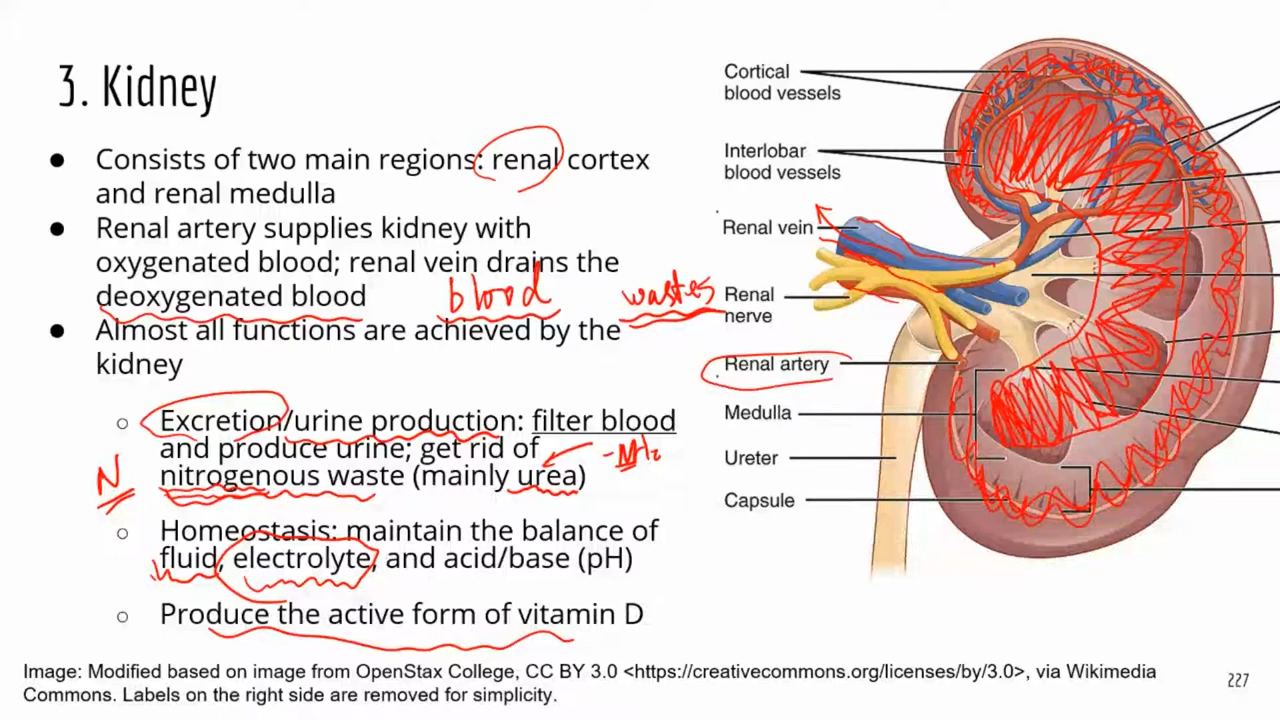 3. Kidney
● Consists of two main regions: renal cortex
and renal medulla
● Renal artery supplies kidney with
oxygenated blood; renal vein drains the
deoxygenated blood
blood
wastes
● Almost all functions are achieved by the
kidney
○ Excretion/urine production: filter blood
and produce urine; get rid of
nitrogenous waste (mainly urea)
N
○ Homeostasis: maintain the balance of
fluid, electrolyte, and acid/base (pH)
○ Produce the active form of vitamin D
Cortical
blood vessels
Interlobar
blood vessels
Renal vein
Renal
nerve
Renal artery
Medulla
Ureter
Capsule
Image: Modified based on image from OpenStax College, CC BY 3.0 <https://creativecommons.org/licenses/by/3.0>, via Wikimedia
Commons. Labels on the right side are removed for simplicity.
227